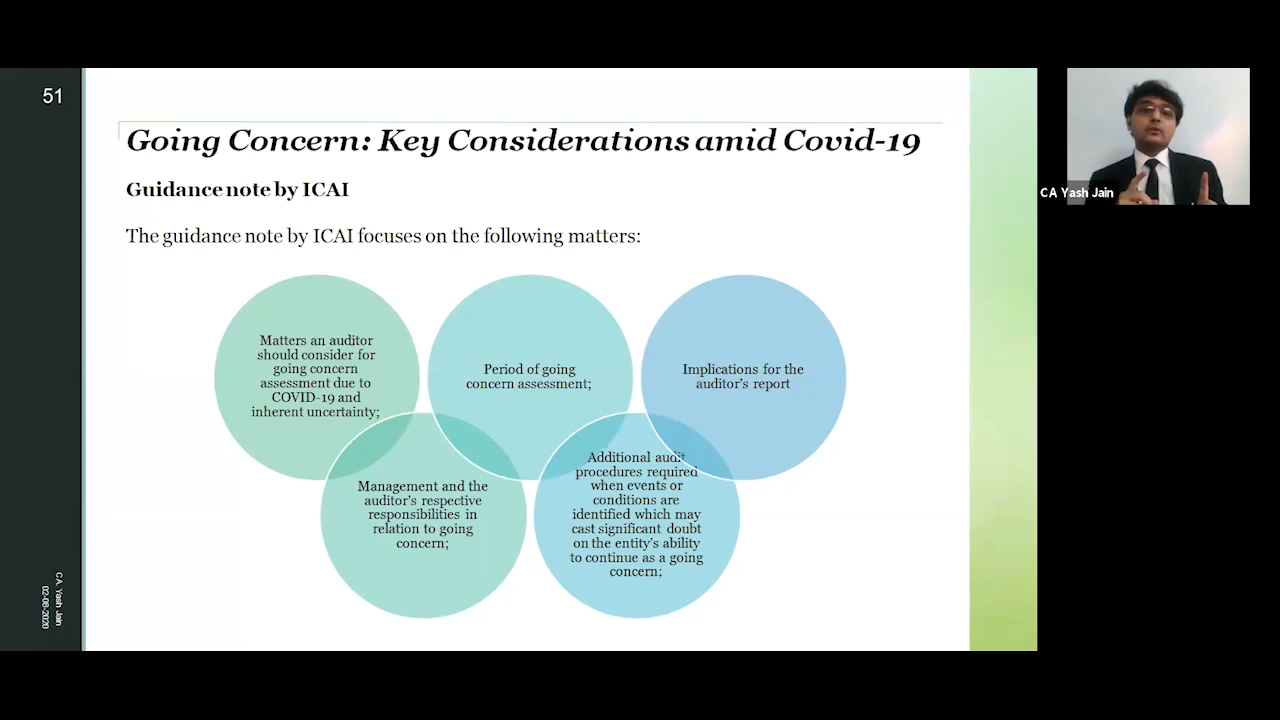 51
Going Concern: Key Considerations amid Covid-19
Guidance note by ICAI
The guidance note by ICAI focuses on the following matters:
Matters an auditor
should consider for
going concern
assessment due to
COVID-19 and
inherent uncertainty;
Management and the
auditor's respective
responsibilities in
relation to going
concern;
Period of going
concern assessment;
Additional audit
procedures required
when events or
conditions are
identified which may
cast significant doubt
on the entity's ability
to continue as a going
concern;
Implications for the
auditor's report
CA Yash Jain
C.A. Yash Jain
02-08-2020